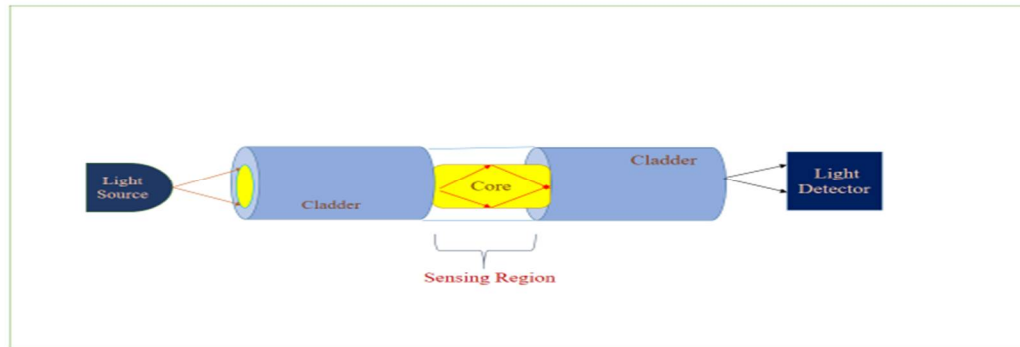 Cladder
Light
Source
Core
Light
Detector
Cladder
Sensing Region